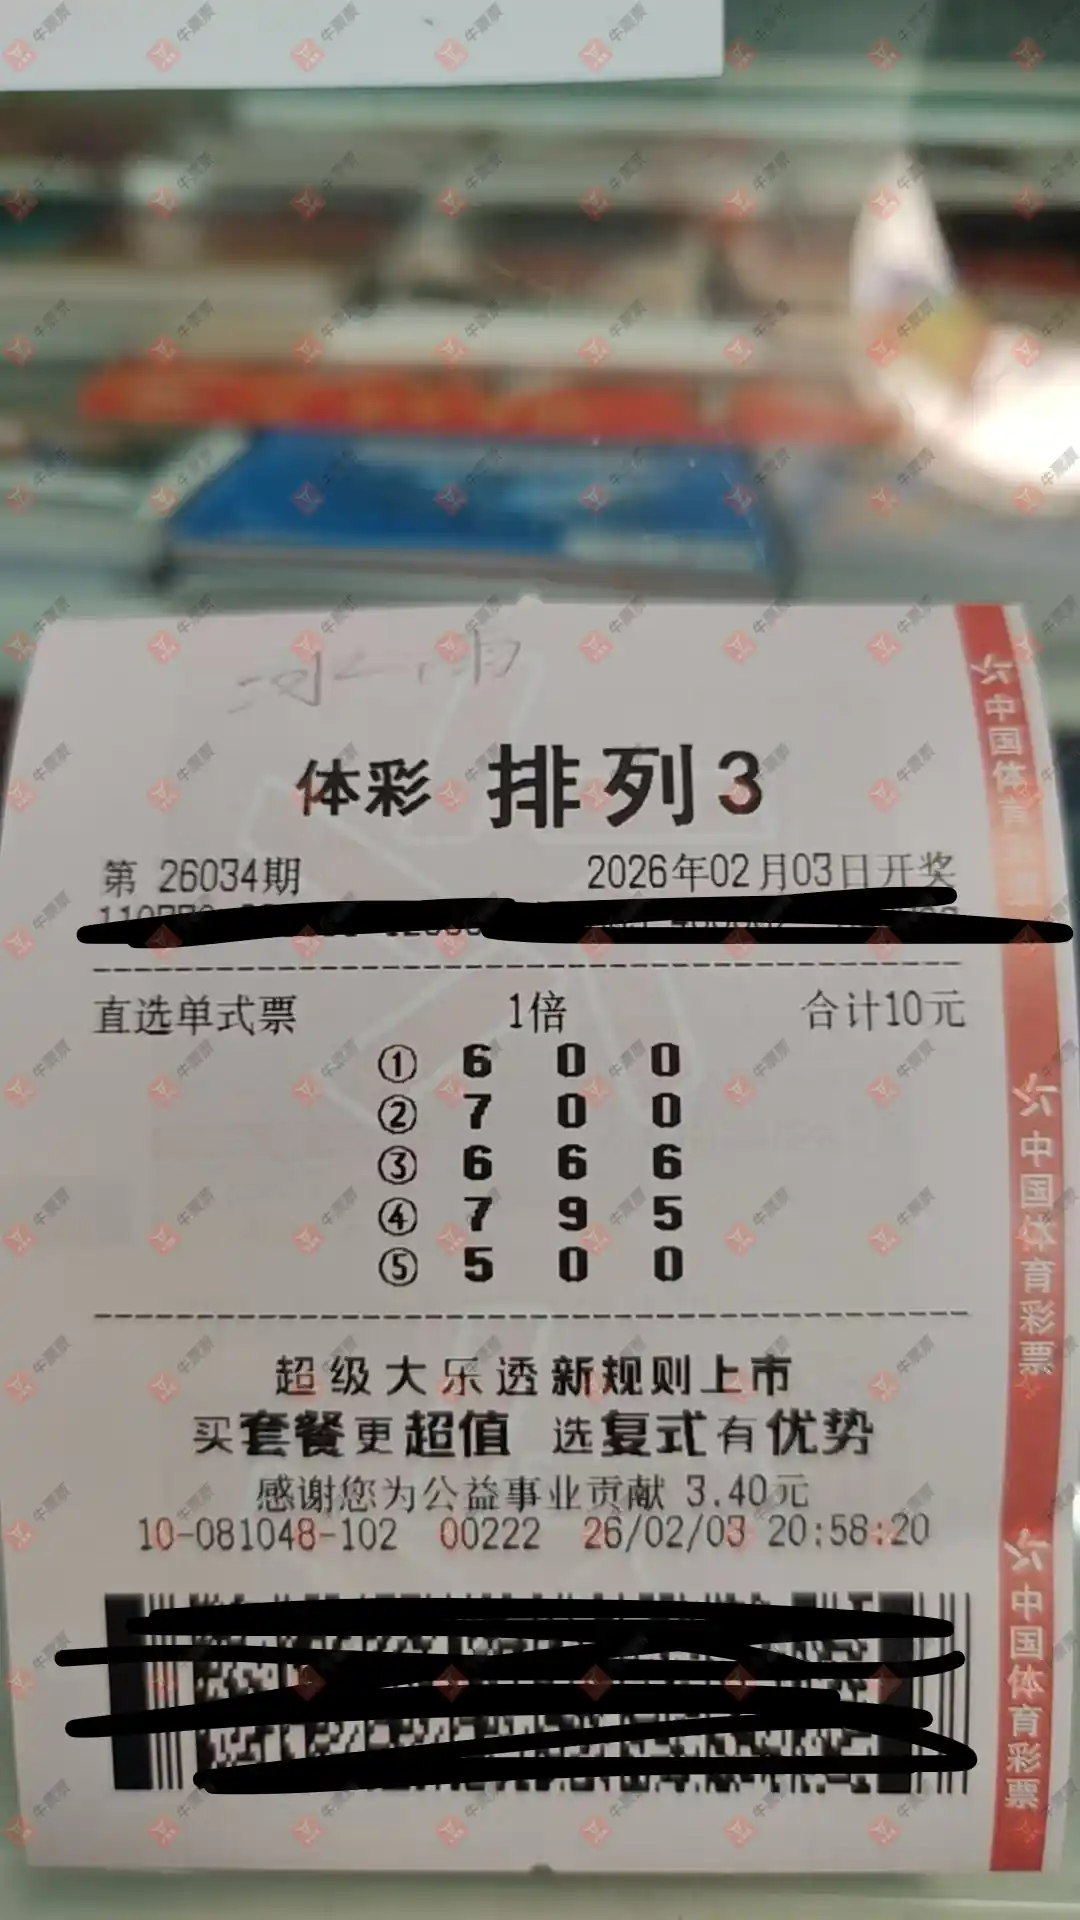 体彩 排列3
第 26034期 2026年02月03日开奖
直选单式票 1倍 合计10元
① 6 0 0
② 7 0 0
③ 6 6 6
④ 7 9 5
⑤ 5 0 0
超级大乐透新规则上市
买套餐更超值 选复式有优势
感谢您为公益事业贡献 3.40元
10-081048-102 00222 26/02/03 20:58:20
中国体育彩票
中国体育彩票
中国体育彩票
牛票票